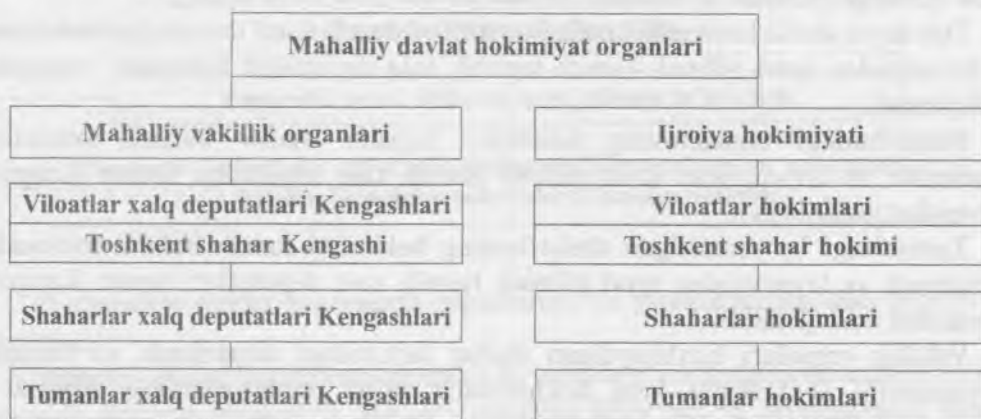 Mahalliy davlat hokimiyat organlari
Mahalliy vakillik organlari
Ijroiya hokimiyati
Viloatlar xalq deputatlari Kengashlari
Viloatlar hokimlari
Toshkent shahar Kengashi
Toshkent shahar hokimi
Shaharlar xalq deputatlari Kengashlari
Shaharlar hokimlari
Tumanlar xalq deputatlari Kengashlari
Tumanlar hokimlari